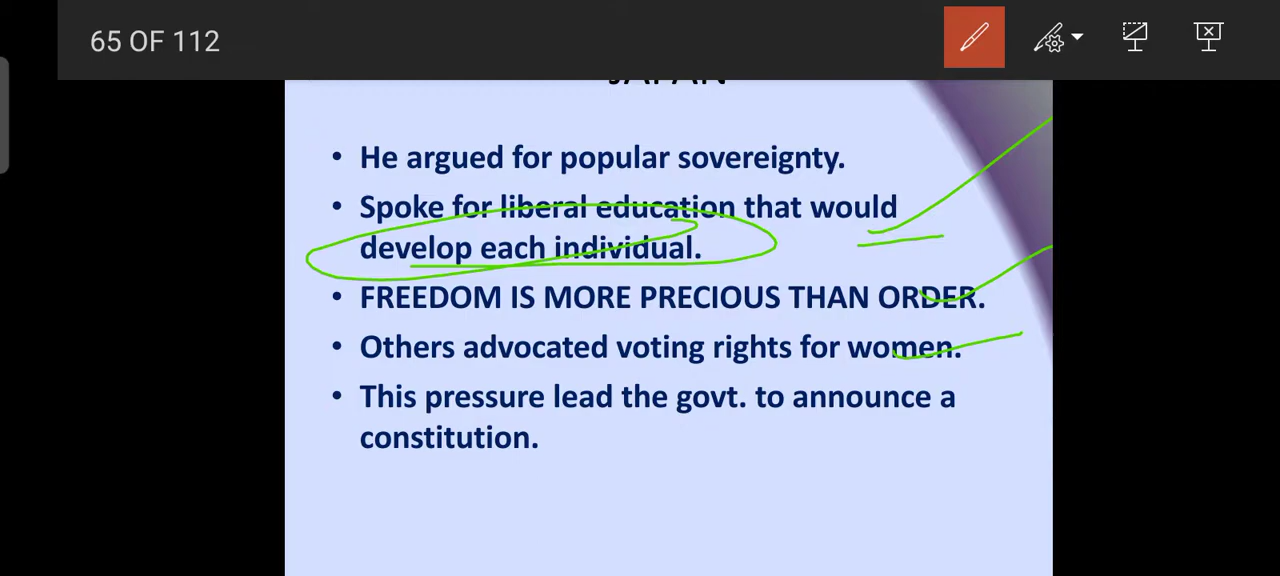 65 OF 112
JAPAN
• He argued for popular sovereignty.
• Spoke for liberal education that would
develop each individual.
• FREEDOM IS MORE PRECIOUS THAN ORDER.
• Others advocated voting rights for women.
• This pressure lead the govt. to announce a
constitution.